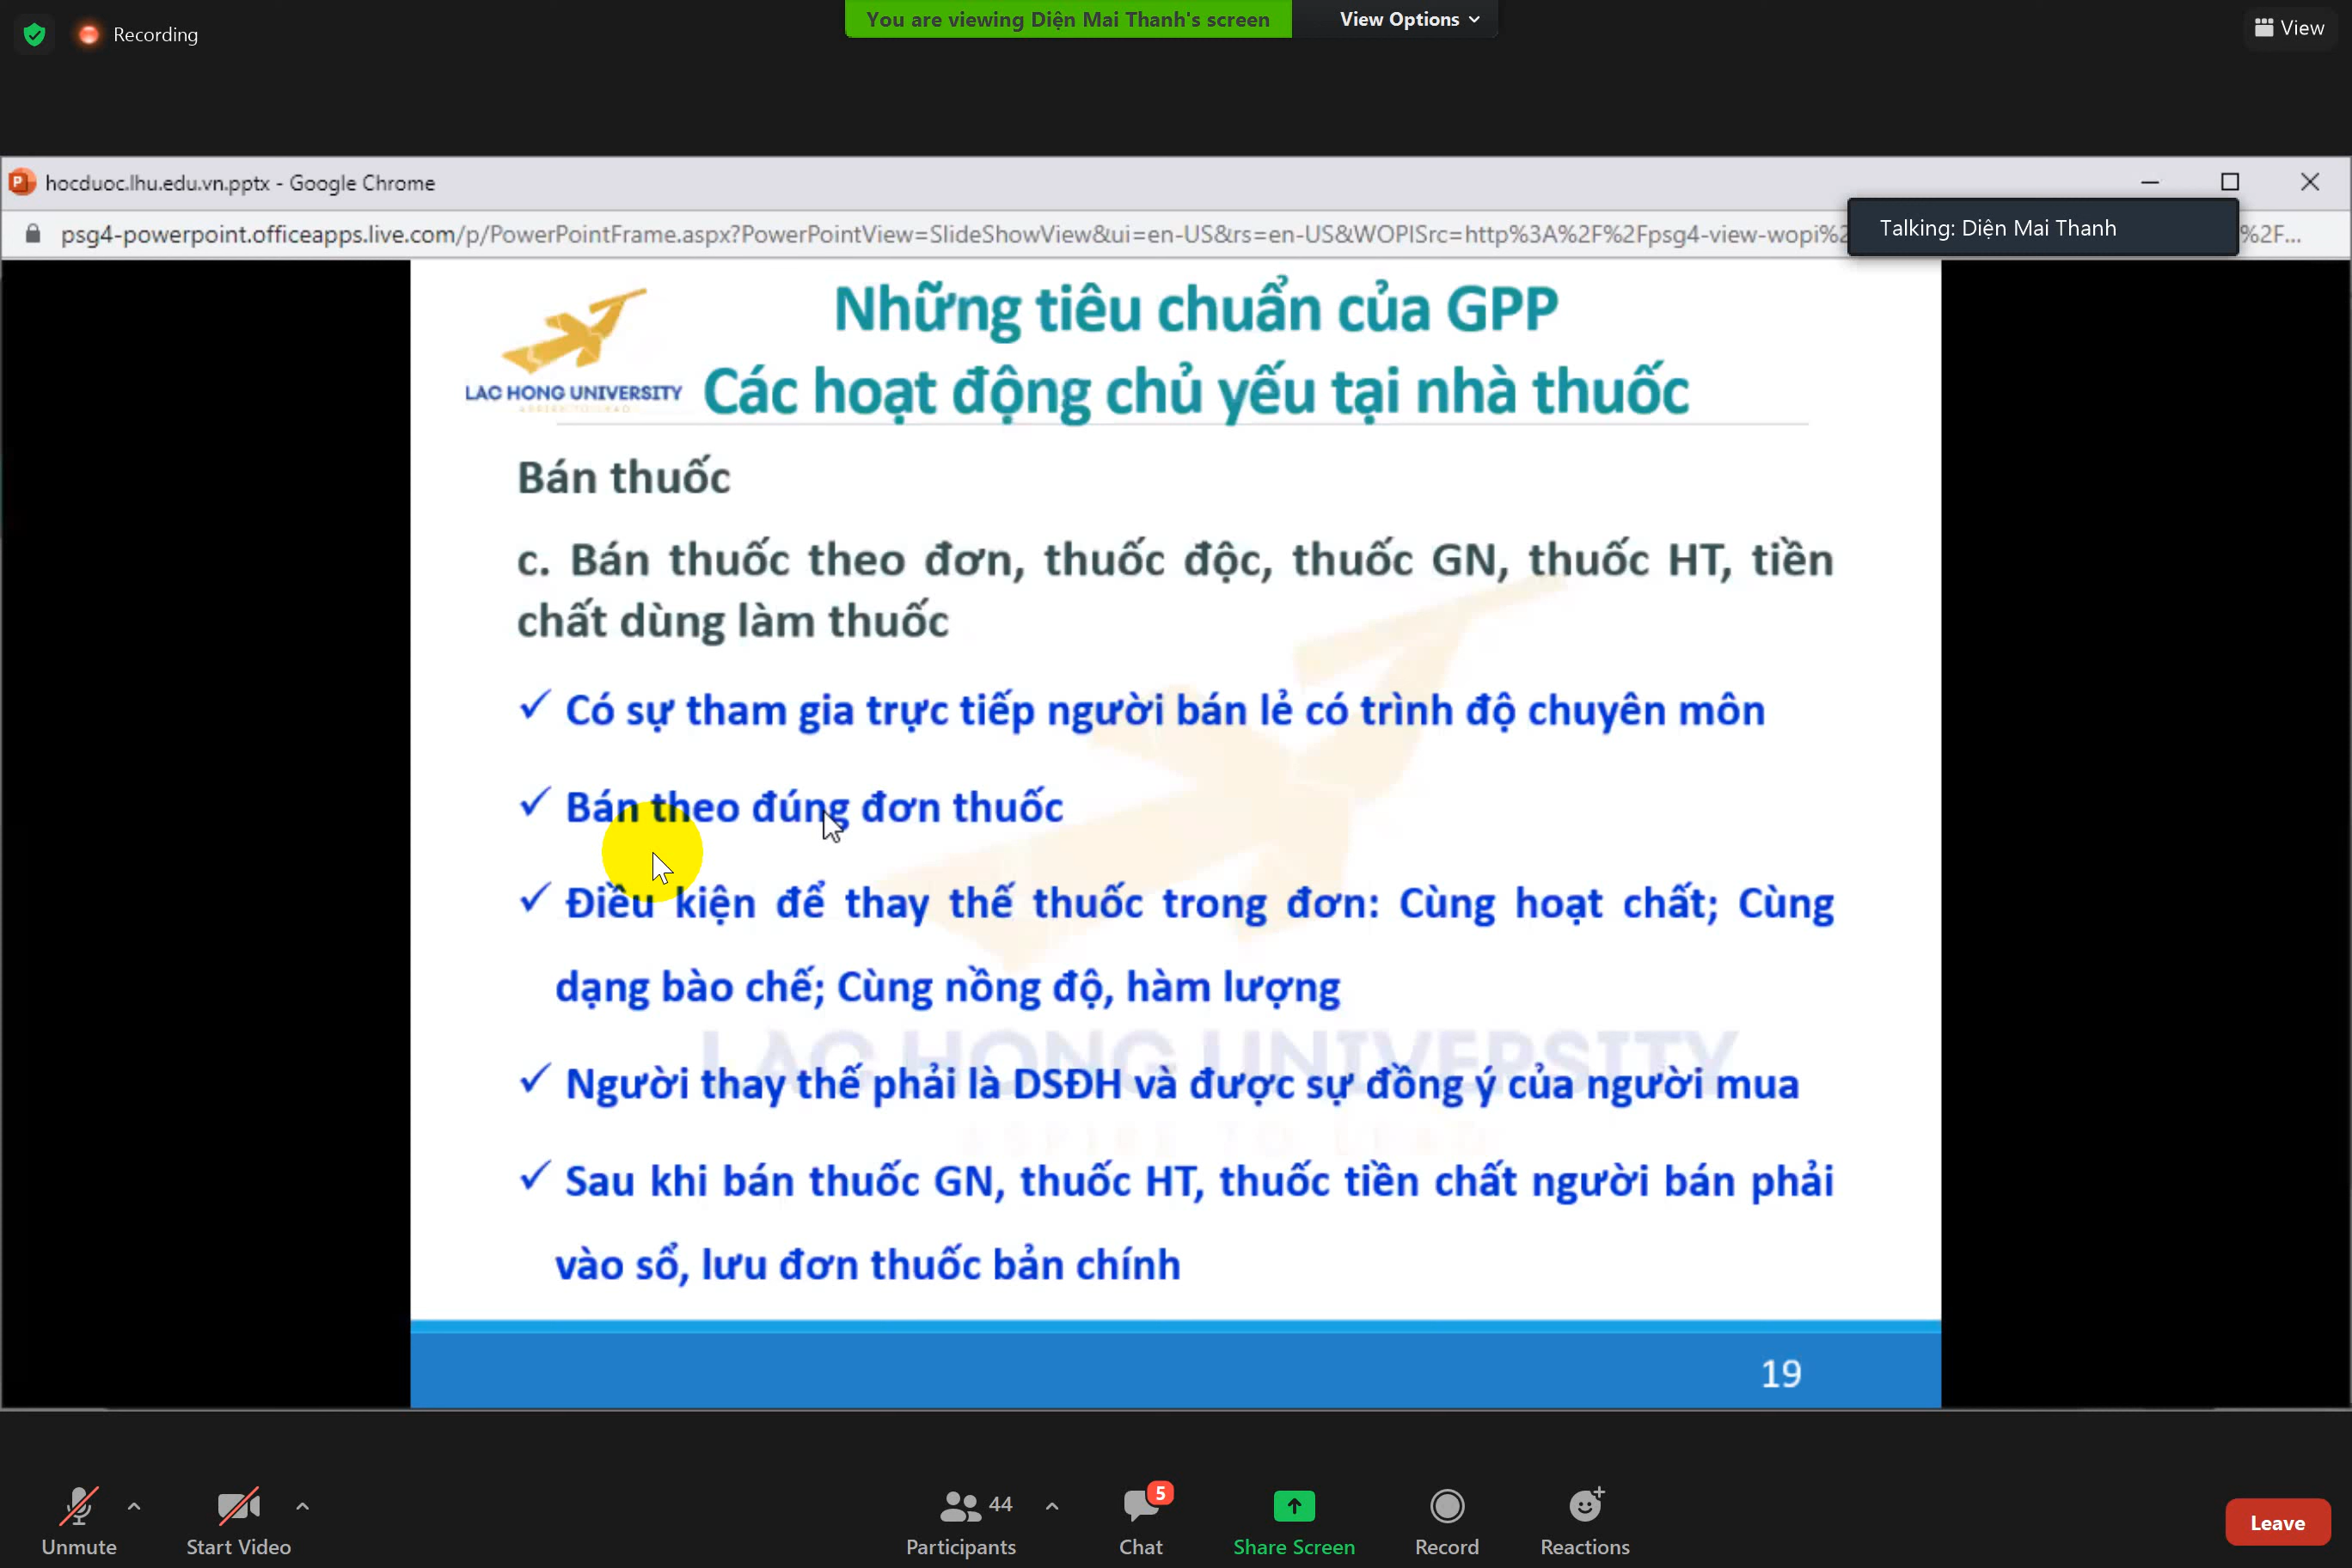 Recording
You are viewing Diện Mai Thanh's screen
View Options
View
hocduoc.lhu.edu.vn.pptx - Google Chrome
psg4-powerpoint.officeapps.live.com/p/PowerPointFrame.aspx?PowerPointView=SlideShowView&ui=en-US&rs=en-US&WOPISrc=http%3A%2F%2Fpsg4-view-wopi%2
%2F...
Talking: Diện Mai Thanh
Những tiêu chuẩn của GPP
LAC HONG UNIVERSITY
Các hoạt động chủ yếu tại nhà thuốc
Bán thuốc
c. Bán thuốc theo đơn, thuốc độc, thuốc GN, thuốc HT, tiền
chất dùng làm thuốc
✓ Có sự tham gia trực tiếp người bán lẻ có trình độ chuyên môn
✓ Bán theo đúng đơn thuốc
✓ Điều kiện để thay thế thuốc trong đơn: Cùng hoạt chất; Cùng
dạng bào chế; Cùng nồng độ, hàm lượng
LAC HONG UNIVERSITY
✓ Người thay thế phải là DSĐH và được sự đồng ý của người mua
ASPIRE TO LEAD
✓ Sau khi bán thuốc GN, thuốc HT, thuốc tiền chất người bán phải
vào sổ, lưu đơn thuốc bản chính
19
Unmute
Start Video
44
Participants
5
Chat
Share Screen
Record
Reactions
Leave